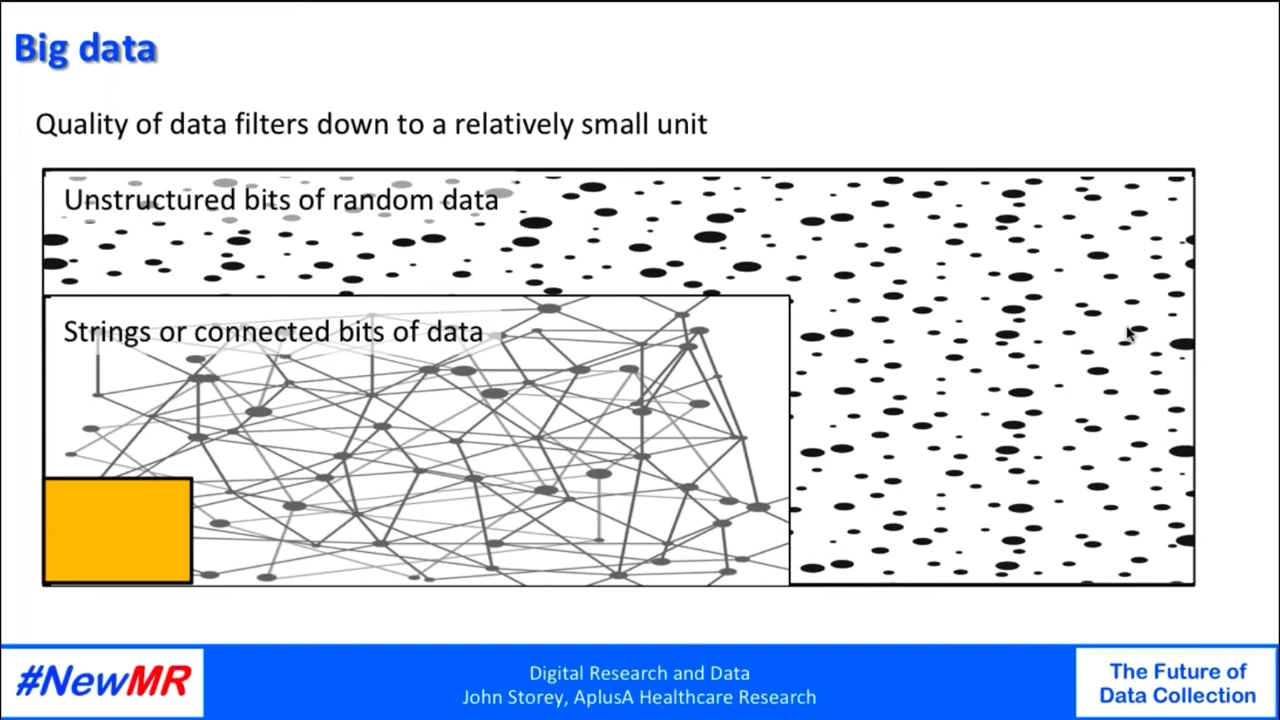 Big data
Quality of data filters down to a relatively small unit
Unstructured bits of random data
Strings or connected bits of data
#NewMR
Digital Research and Data
John Storey, AplusA Healthcare Research
The Future of
Data Collection